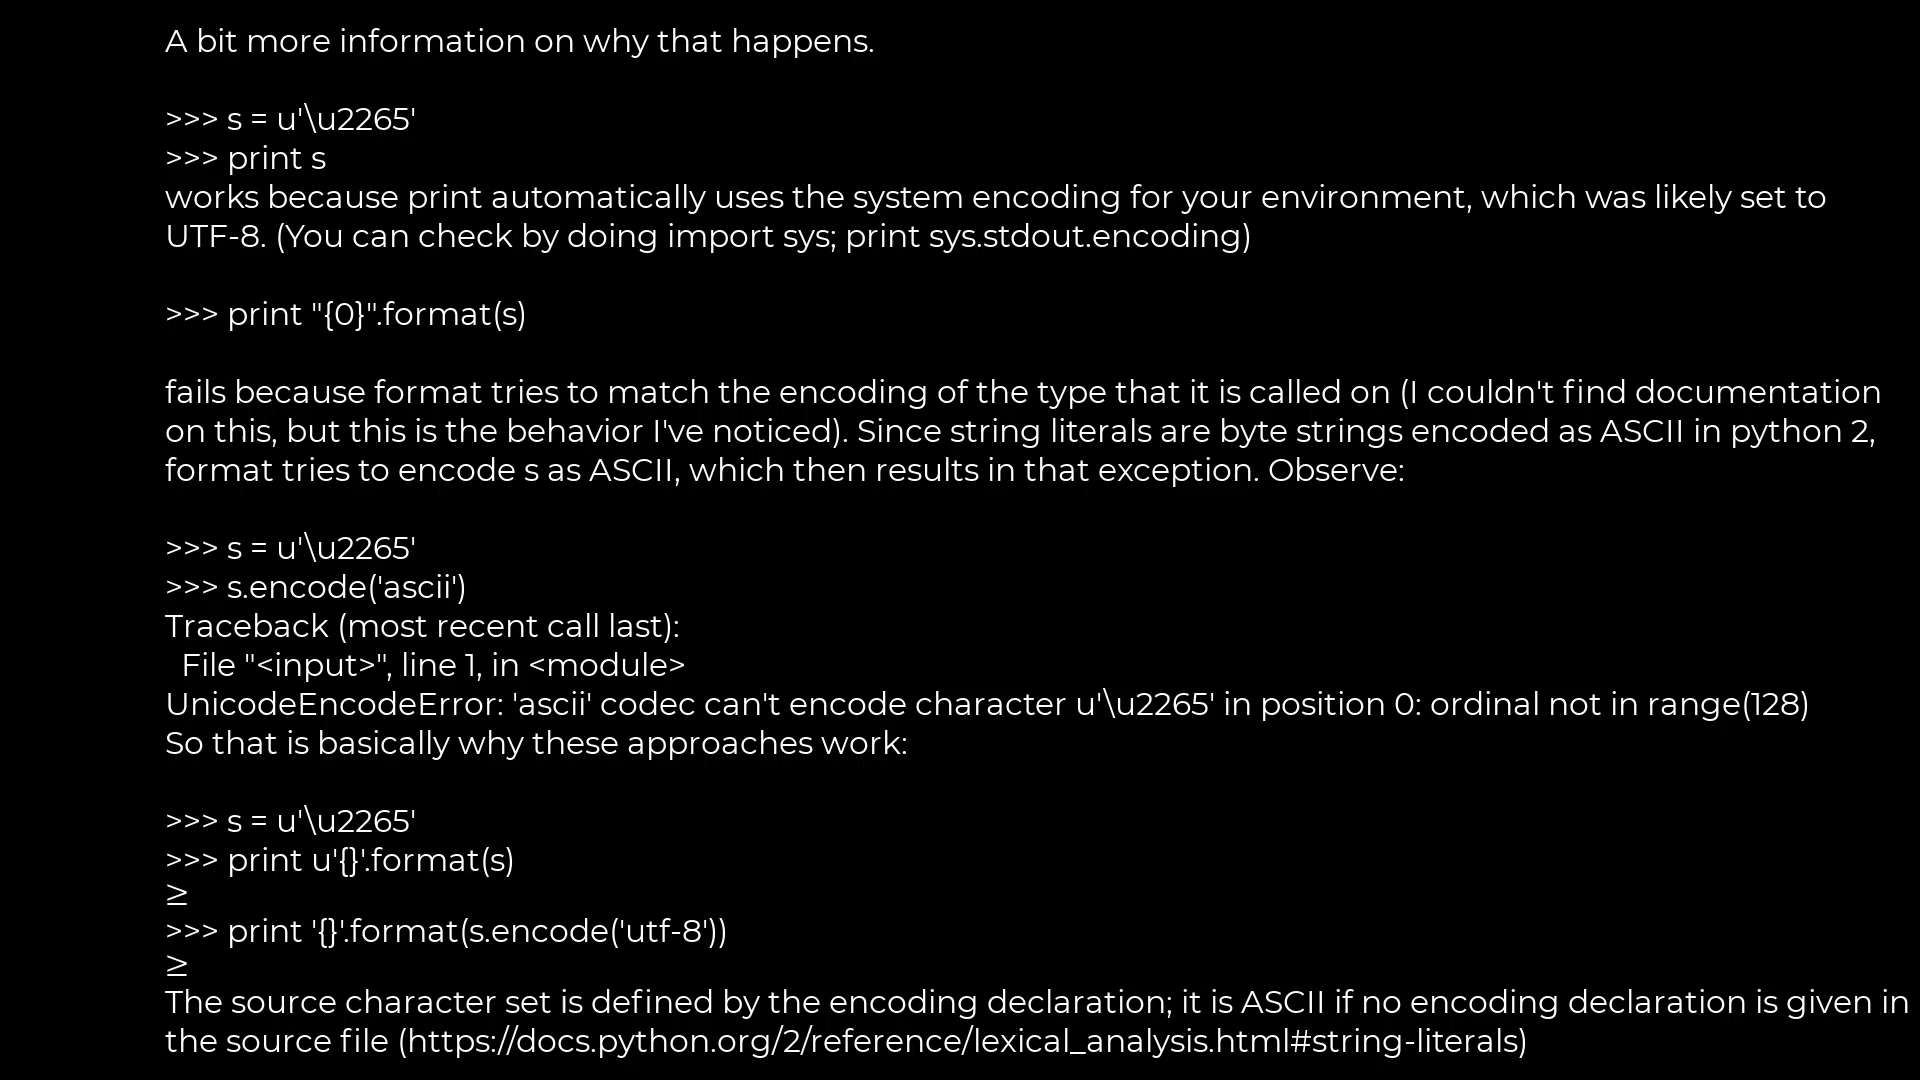 A bit more information on why that happens.
>>> s = u'\u2265'
>>> print s
works because print automatically uses the system encoding for your environment, which was likely set to
UTF-8. (You can check by doing import sys; print sys.stdout.encoding)
>>> print "{0}".format(s)
fails because format tries to match the encoding of the type that it is called on (I couldn't find documentation
on this, but this is the behavior I've noticed). Since string literals are byte strings encoded as ASCII in python 2,
format tries to encode s as ASCII, which then results in that exception. Observe:
>>> s = u'\u2265'
>>> s.encode('ascii')
Traceback (most recent call last):
  File "<input>", line 1, in <module>
UnicodeEncodeError: 'ascii' codec can't encode character u'\u2265' in position 0: ordinal not in range(128)
So that is basically why these approaches work:
>>> s = u'\u2265'
>>> print u'{}'.format(s)
≥
>>> print '{}'.format(s.encode('utf-8'))
≥
The source character set is defined by the encoding declaration; it is ASCII if no encoding declaration is given in
the source file (https://docs.python.org/2/reference/lexical_analysis.html#string-literals)